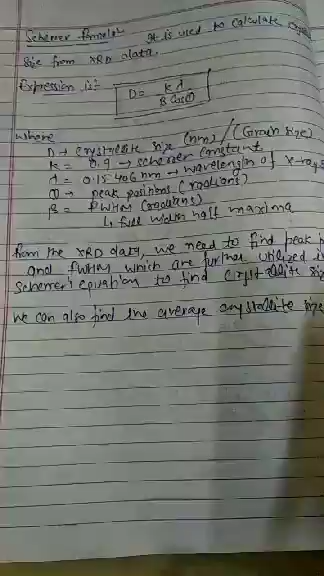 Scherrer formula: It is used to calculate
size from XRD data.
Expression is:-
D = kλ / β Cos(θ)
where
D → Crystallite size (nm) / (Grain size)
K = 0.9 → Scherrer constant
λ = 0.15406 nm → wavelength of x-rays
θ → peak positions (radians)
β = FWHM (radians)
↳ full width half maxima
from the XRD data, we need to find peak
and FWHM which are further utilized
Scherrer equation to find crystallite size
we can also find the average crystallite size